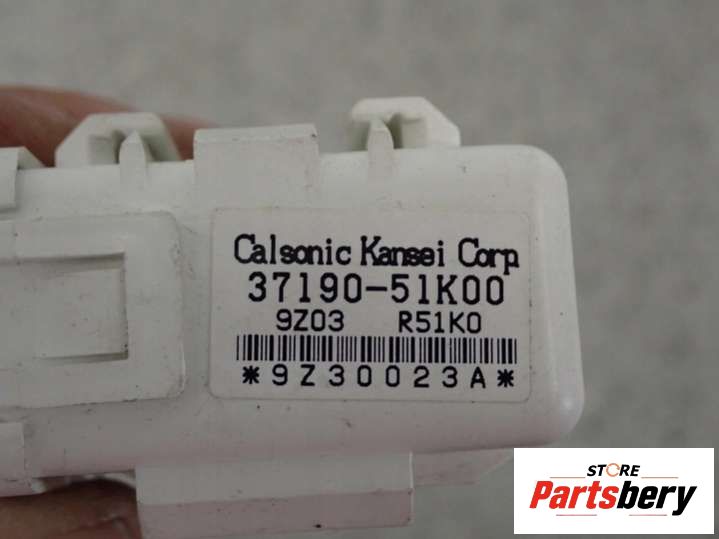 Calsonic Kansei Corp
37190-51K00
9Z03 R51K0
*9Z30023A*
STORE
Partsbery